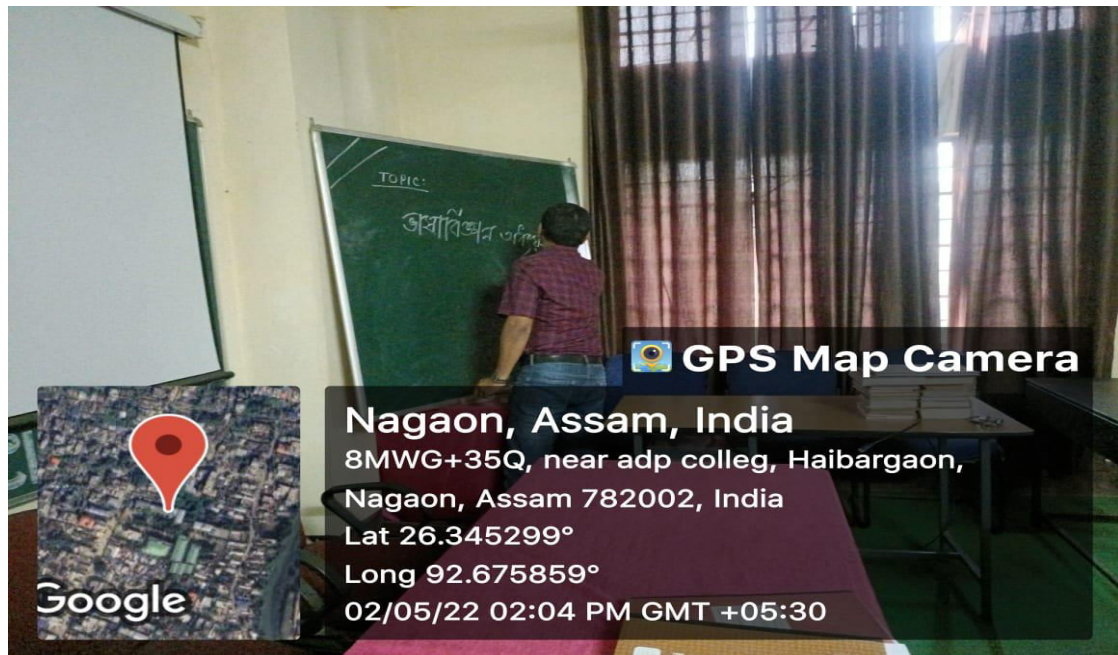 TOPIC:
ভাষাবিজ্ঞান
GPS Map Camera
Nagaon, Assam, India
8MWG+35Q, near adp colleg, Haibargaon,
Nagaon, Assam 782002, India
Lat 26.345299°
Long 92.675859°
02/05/22 02:04 PM GMT +05:30
Google